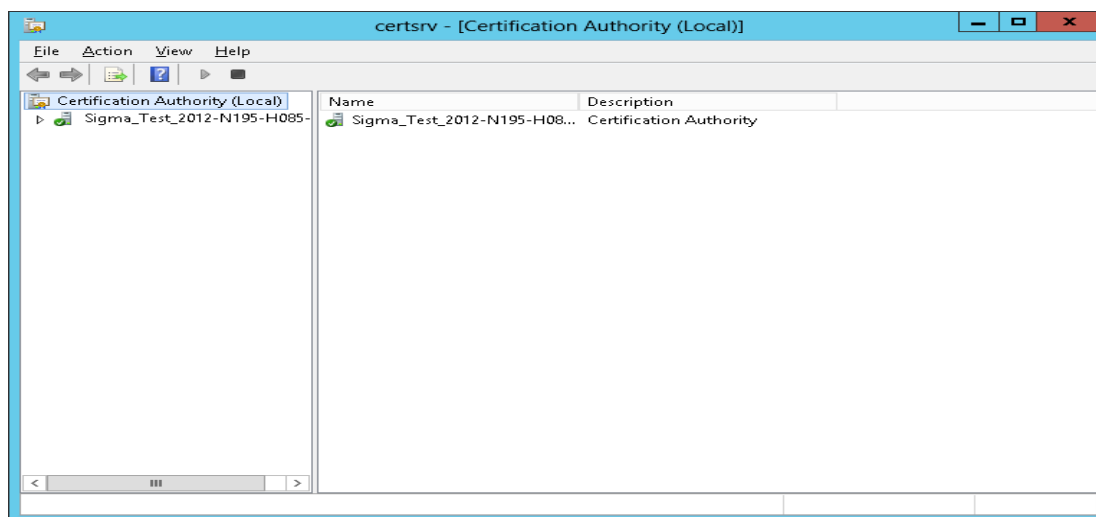 certsrv - [Certification Authority (Local)]
File Action View Help
Certification Authority (Local)
Sigma_Test_2012-N195-H085-
Name Description
Sigma_Test_2012-N195-H08... Certification Authority